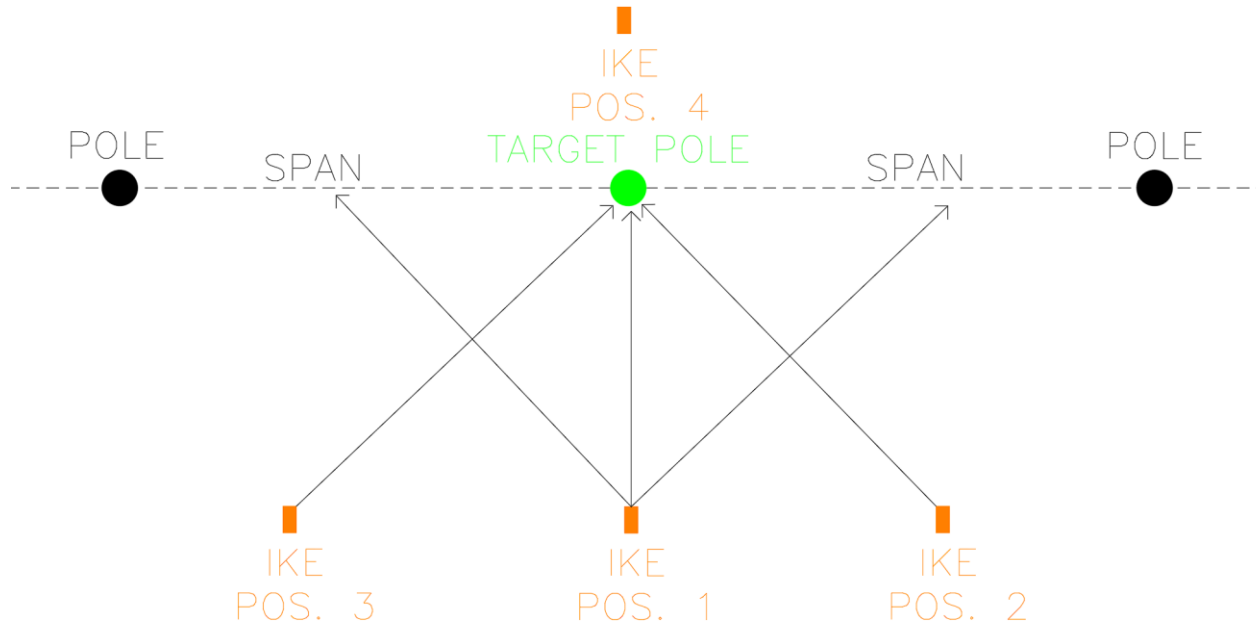 IKE
POS. 4
POLE
SPAN
TARGET POLE
SPAN
POLE
IKE
POS. 3
IKE
POS. 1
IKE
POS. 2